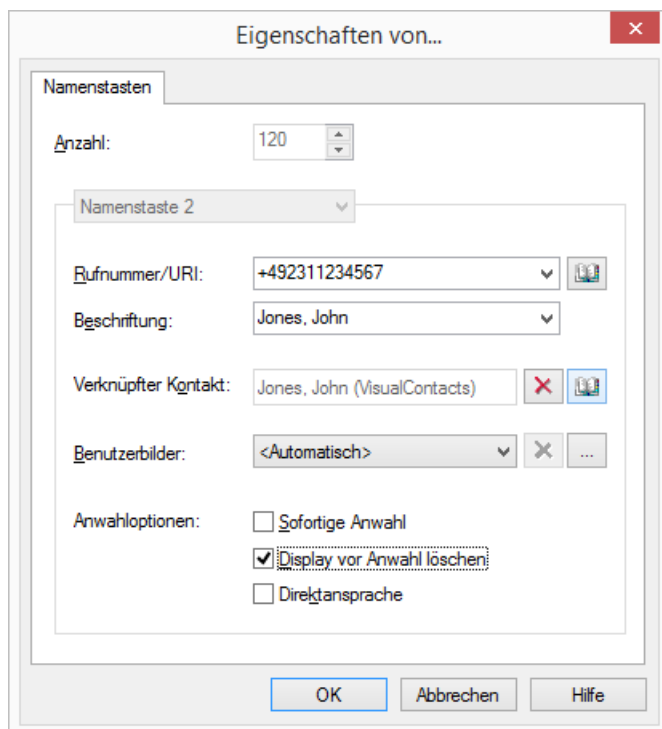 Eigenschaften von...
Namenstasten
Anzahl: 120
Namenstaste 2
Rufnummer/URI: +492311234567
Beschriftung: Jones, John
Verknüpfter Kontakt: Jones, John (VisualContacts)
Benutzerbilder: <Automatisch> ...
Anwahloptionen: Sofortige Anwahl
Display vor Anwahl löschen
Direktansprache
OK Abbrechen Hilfe